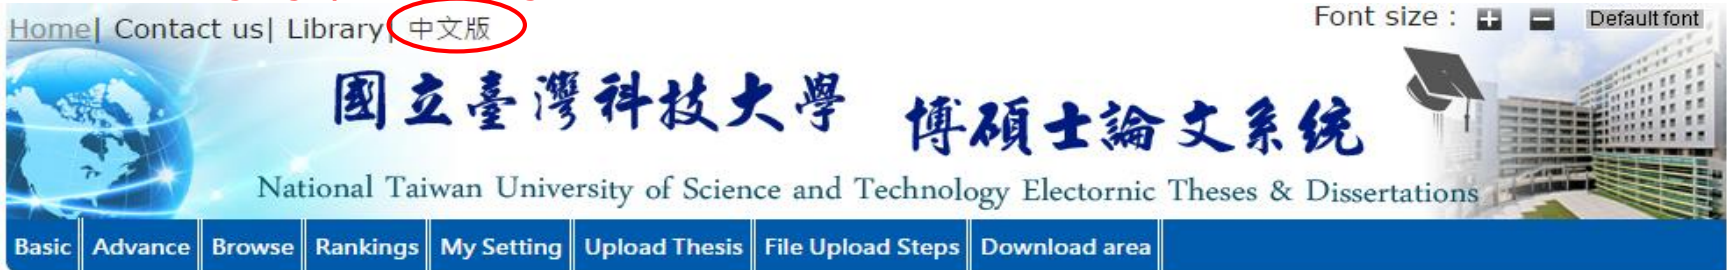 Home| Contact us| Library| 中文版
Font size : Default font
國立臺灣科技大學 博碩士論文系統
National Taiwan University of Science and Technology Electornic Theses & Dissertations
Basic Advance Browse Rankings My Setting Upload Thesis File Upload Steps Download area